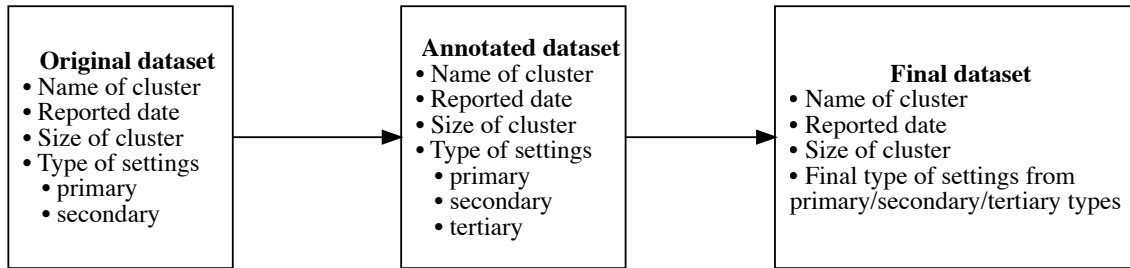 Original dataset
• Name of cluster
• Reported date
• Size of cluster
• Type of settings
• primary
• secondary
Annotated dataset
• Name of cluster
• Reported date
• Size of cluster
• Type of settings
• primary
• secondary
• tertiary
Final dataset
• Name of cluster
• Reported date
• Size of cluster
• Final type of settings from
primary/secondary/tertiary types